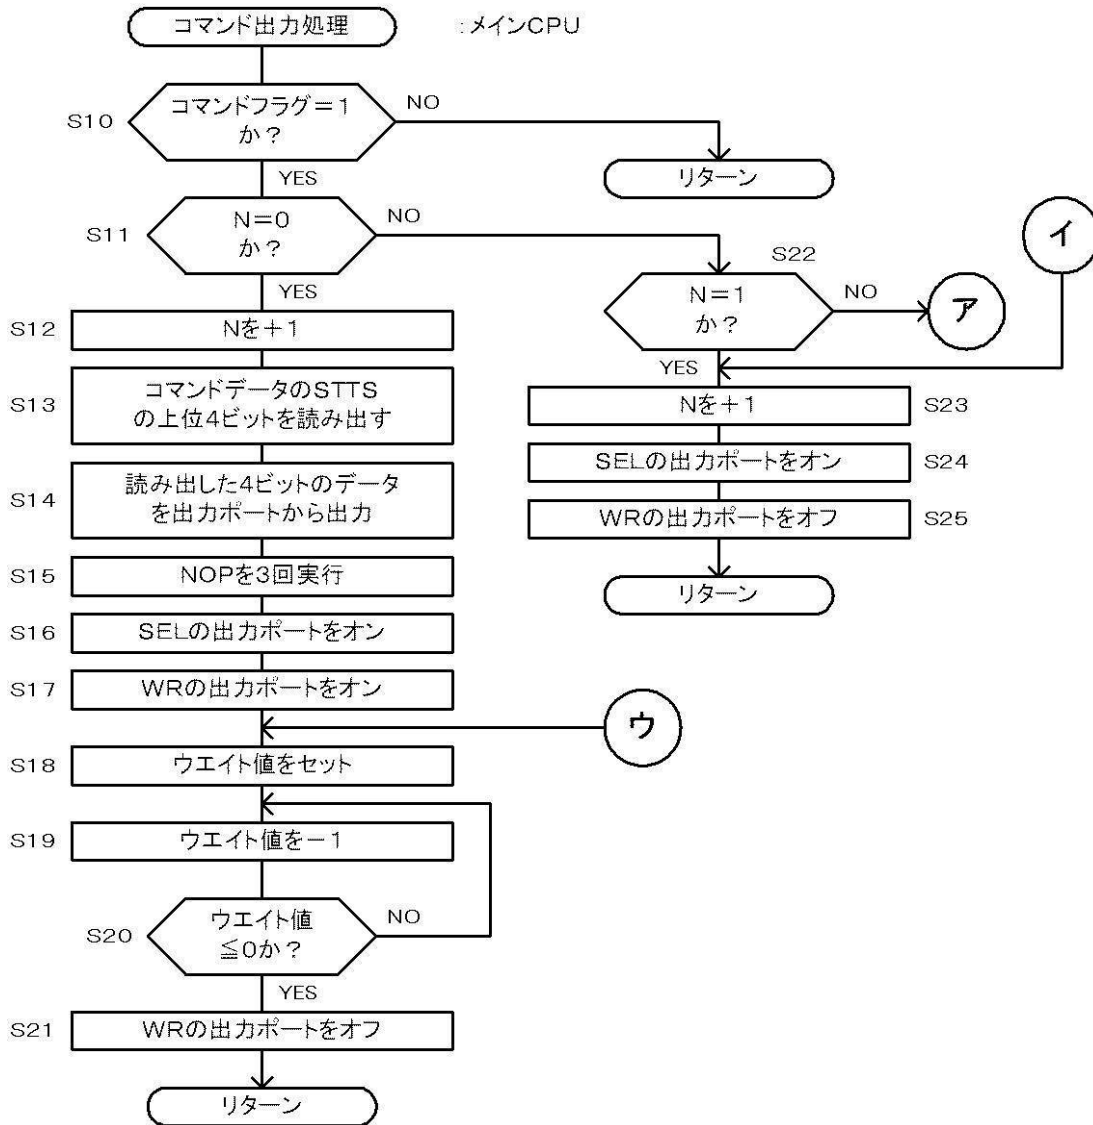 コマンド出力処理
:メインCPU
S10
コマンドフラグ=1
か?
NO
リターン
YES
S11
N=0
か?
NO
イ
S22
N=1
か?
NO
ア
YES
YES
S12
Nを+1
S13
コマンドデータのSTTS
の上位4ビットを読み出す
Nを+1
S23
SELの出力ポートをオン
S24
WRの出力ポートをオフ
S25
リターン
S14
読み出した4ビットのデータ
を出力ポートから出力
S15
NOPを3回実行
S16
SELの出力ポートをオン
S17
WRの出力ポートをオン
ウ
S18
ウエイト値をセット
S19
ウエイト値を-1
S20
ウエイト値
≦0か?
NO
YES
S21
WRの出力ポートをオフ
リターン